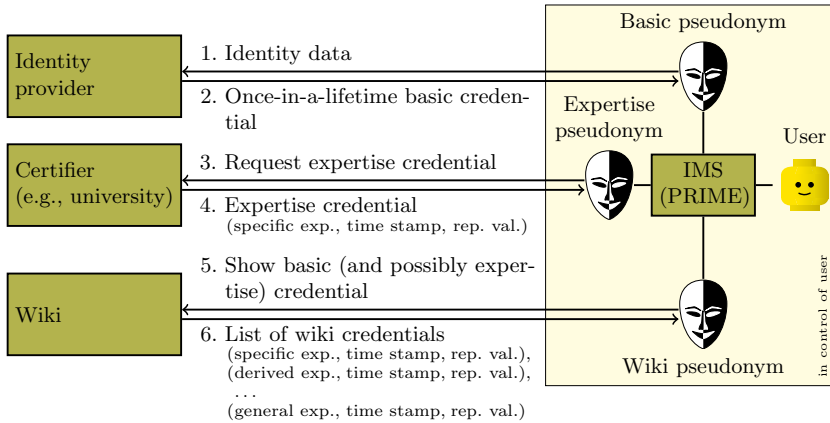 Basic pseudonym
Identity
provider
1. Identity data
2. Once-in-a-lifetime basic creden-
tial
Expertise
pseudonym
User
Certifier
(e.g., university)
3. Request expertise credential
4. Expertise credential
(specific exp., time stamp, rep. val.)
IMS
(PRIME)
Wiki
5. Show basic (and possibly exper-
tise) credential
6. List of wiki credentials
(specific exp., time stamp, rep. val.),
(derived exp., time stamp, rep. val.),
...
(general exp., time stamp, rep. val.)
Wiki pseudonym
in control of user